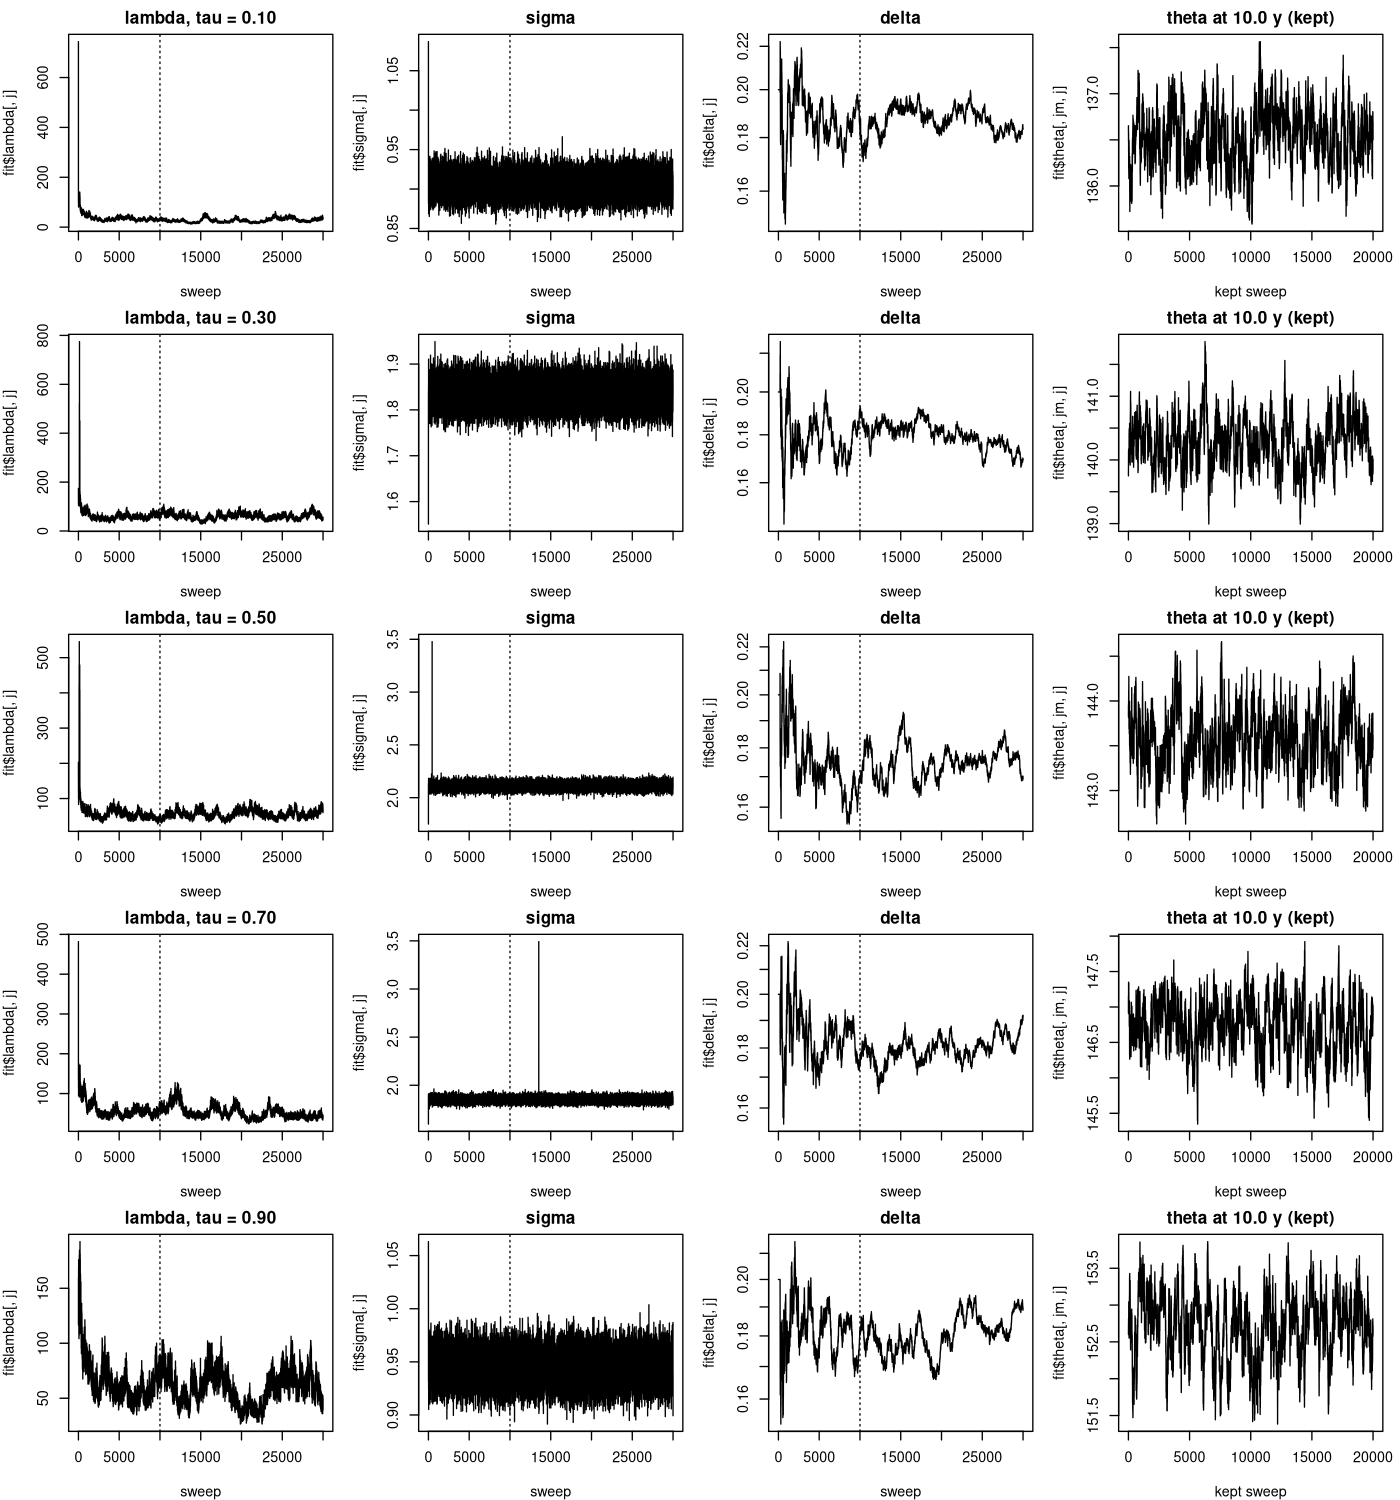 lambda, tau = 0.10
fit$lambda[, j]
0 200 400 600
0 5000 15000 25000
sweep
sigma
fit$sigma[, j]
0.85 0.95 1.05
0 5000 15000 25000
sweep
delta
fit$delta[, j]
0.16 0.18 0.20 0.22
0 5000 15000 25000
sweep
theta at 10.0 y (kept)
fit$theta[, jm, j]
136.0 137.0
0 5000 10000 15000 20000
kept sweep
lambda, tau = 0.30
fit$lambda[, j]
0 200 400 600 800
0 5000 15000 25000
sweep
sigma
fit$sigma[, j]
1.6 1.7 1.8 1.9
0 5000 15000 25000
sweep
delta
fit$delta[, j]
0.16 0.18 0.20
0 5000 15000 25000
sweep
theta at 10.0 y (kept)
fit$theta[, jm, j]
139.0 140.0 141.0
0 5000 10000 15000 20000
kept sweep
lambda, tau = 0.50
fit$lambda[, j]
100 300 500
0 5000 15000 25000
sweep
sigma
fit$sigma[, j]
2.0 2.5 3.0 3.5
0 5000 15000 25000
sweep
delta
fit$delta[, j]
0.16 0.18 0.20 0.22
0 5000 15000 25000
sweep
theta at 10.0 y (kept)
fit$theta[, jm, j]
143.0 144.0
0 5000 10000 15000 20000
kept sweep
lambda, tau = 0.70
fit$lambda[, j]
100 200 300 400 500
0 5000 15000 25000
sweep
sigma
fit$sigma[, j]
2.0 2.5 3.0 3.5
0 5000 15000 25000
sweep
delta
fit$delta[, j]
0.16 0.18 0.20 0.22
0 5000 15000 25000
sweep
theta at 10.0 y (kept)
fit$theta[, jm, j]
145.5 146.5 147.5
0 5000 10000 15000 20000
kept sweep
lambda, tau = 0.90
fit$lambda[, j]
50 100 150
0 5000 15000 25000
sweep
sigma
fit$sigma[, j]
0.90 0.95 1.00 1.05
0 5000 15000 25000
sweep
delta
fit$delta[, j]
0.16 0.18 0.20
0 5000 15000 25000
sweep
theta at 10.0 y (kept)
fit$theta[, jm, j]
151.5 152.5 153.5
0 5000 10000 15000 20000
kept sweep